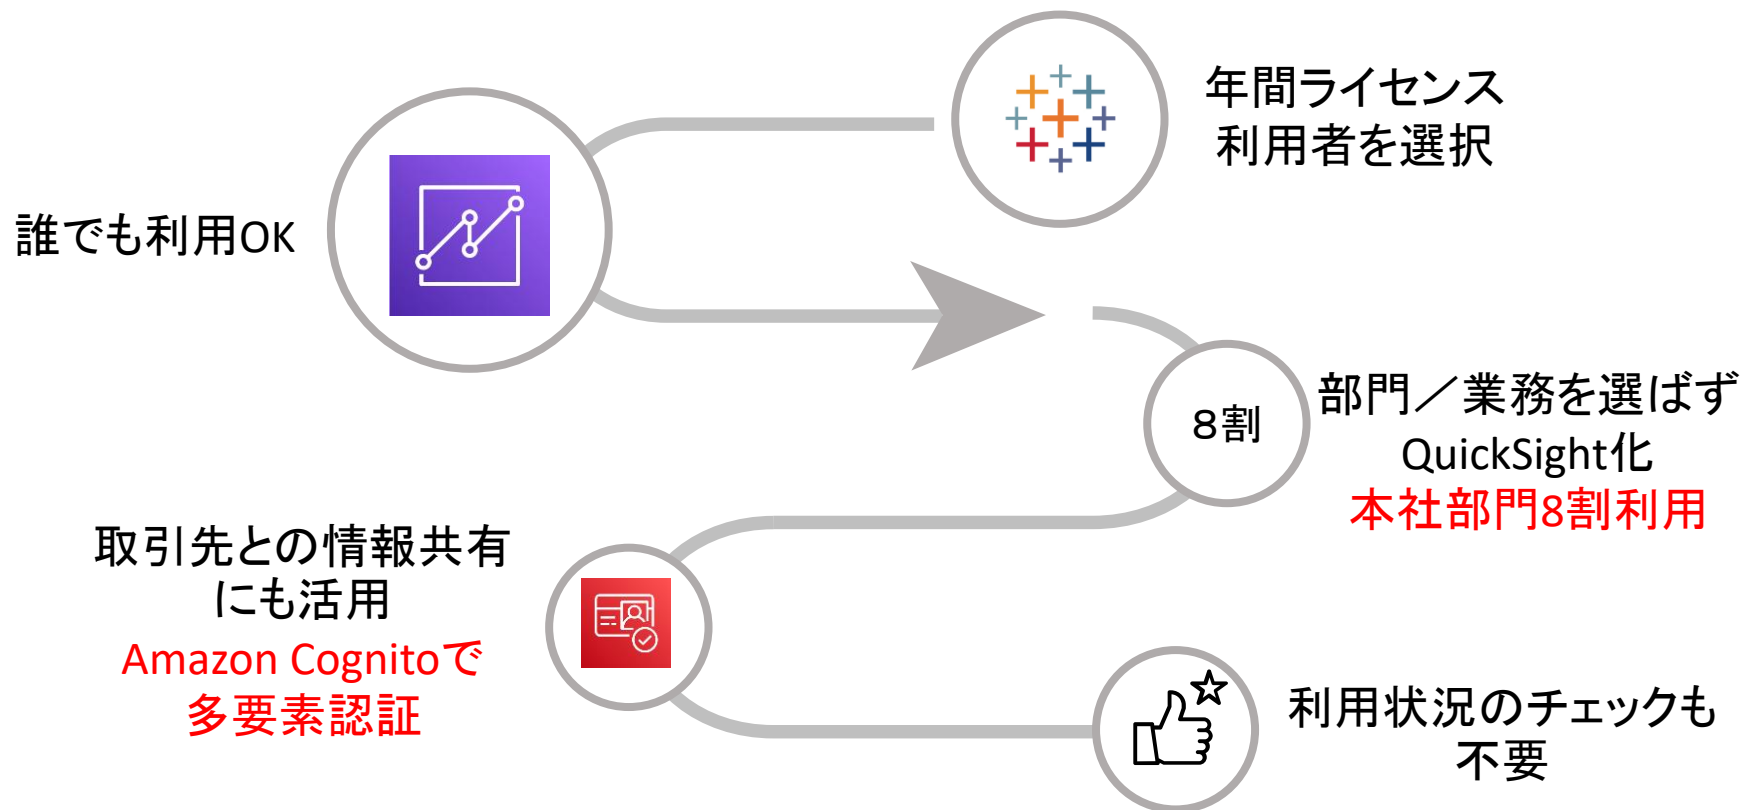 年間ライセンス
利用者を選択
誰でも利用OK
8割
部門／業務を選ばず
QuickSight化
本社部門8割利用
取引先との情報共有
にも活用
Amazon Cognitoで
多要素認証
利用状況のチェックも
不要